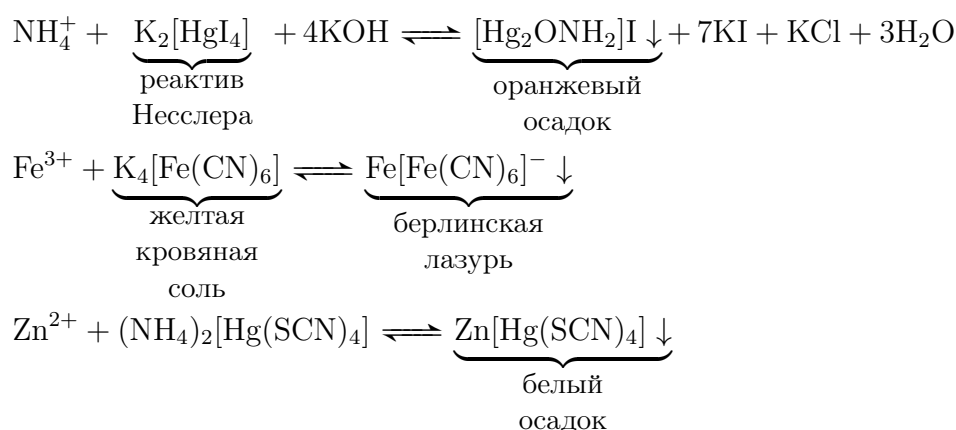 NH₄⁺ + K₂[HgI₄] + 4KOH ⇌ [Hg₂ONH₂]I ↓ + 7KI + KCl + 3H₂O
реактив оранжевый
Несслера осадок
Fe³⁺ + K₄[Fe(CN)₆] ⇌ Fe[Fe(CN)₆]⁻ ↓
желтая берлинская
кровяная лазурь
соль
Zn²⁺ + (NH₄)₂[Hg(SCN)₄] ⇌ Zn[Hg(SCN)₄] ↓
белый
осадок